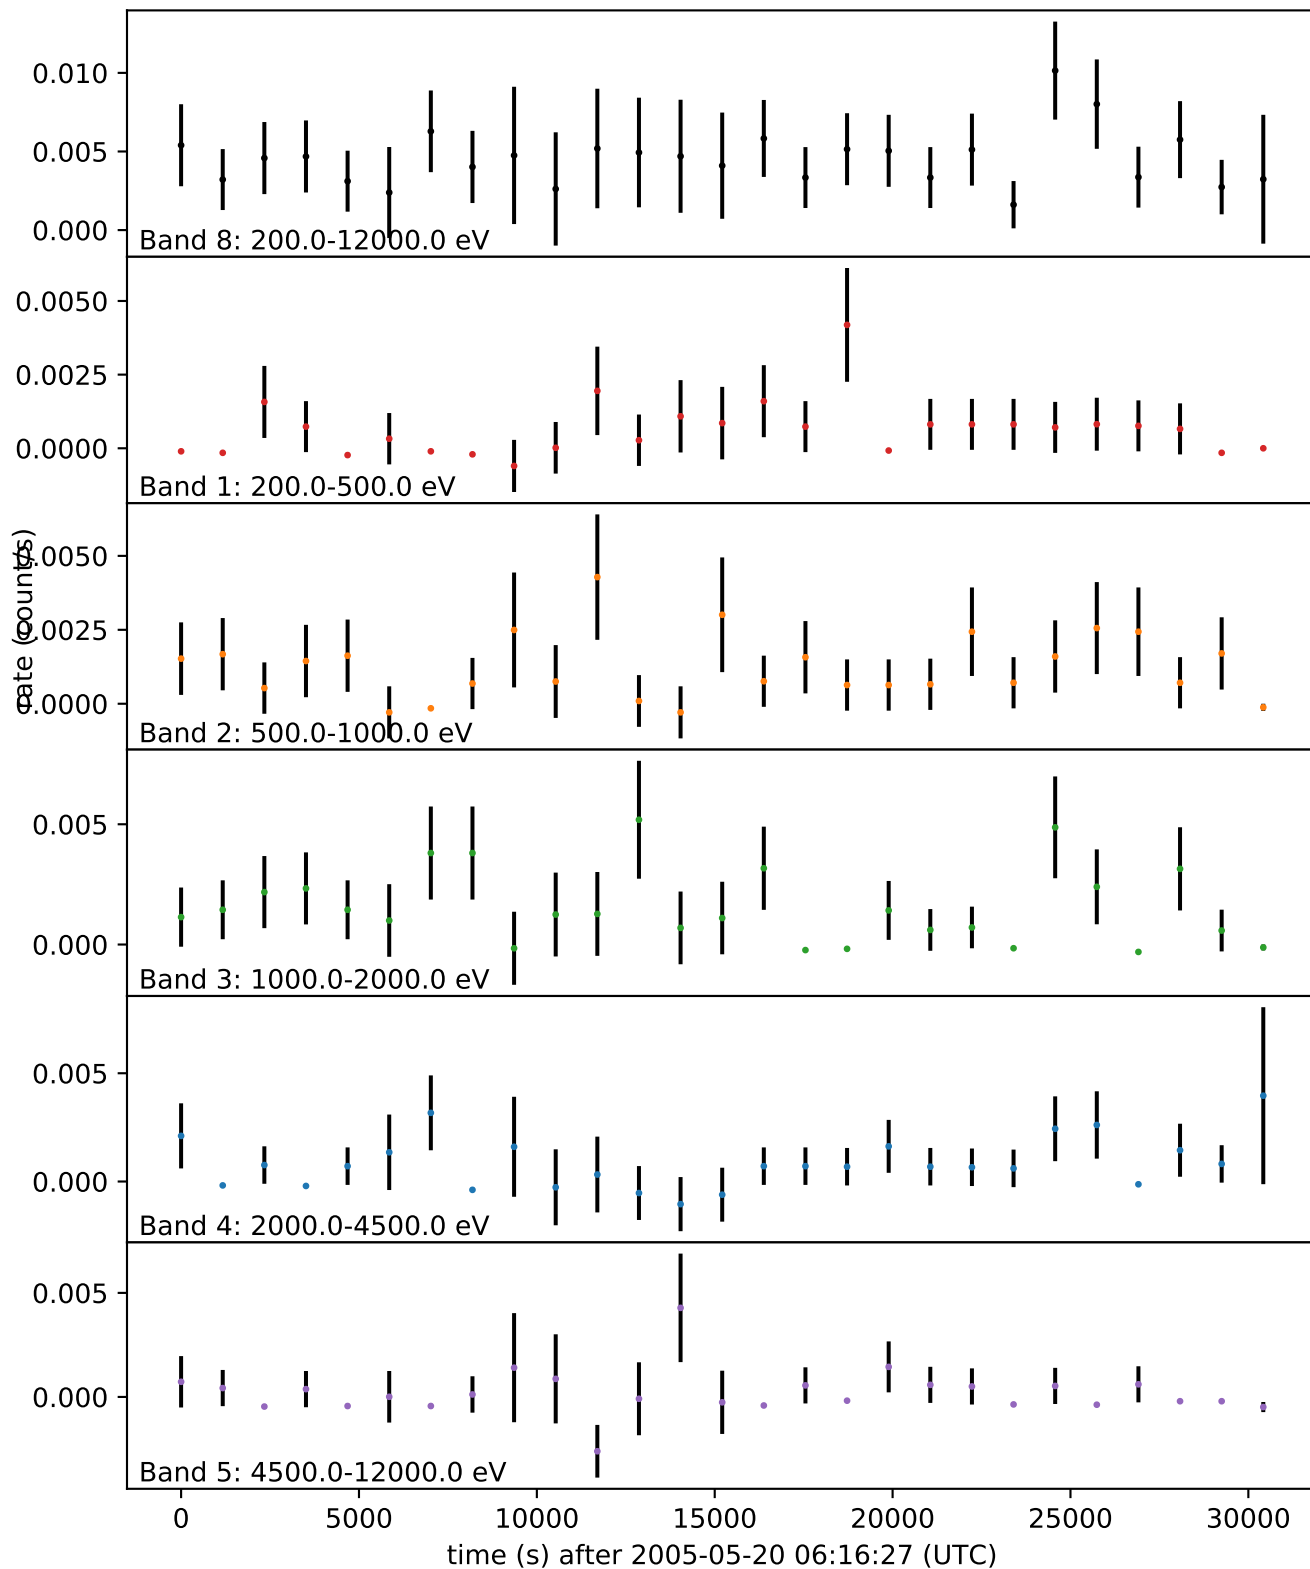 0.010
0.005
0.000
Band 8: 200.0-12000.0 eV
0.0050
0.0025
0.0000
Band 1: 200.0-500.0 eV
rate (count/s)
0.0050
0.0025
0.0000
Band 2: 500.0-1000.0 eV
0.005
0.000
Band 3: 1000.0-2000.0 eV
0.005
0.000
Band 4: 2000.0-4500.0 eV
0.005
0.000
Band 5: 4500.0-12000.0 eV
0 5000 10000 15000 20000 25000 30000
time (s) after 2005-05-20 06:16:27 (UTC)